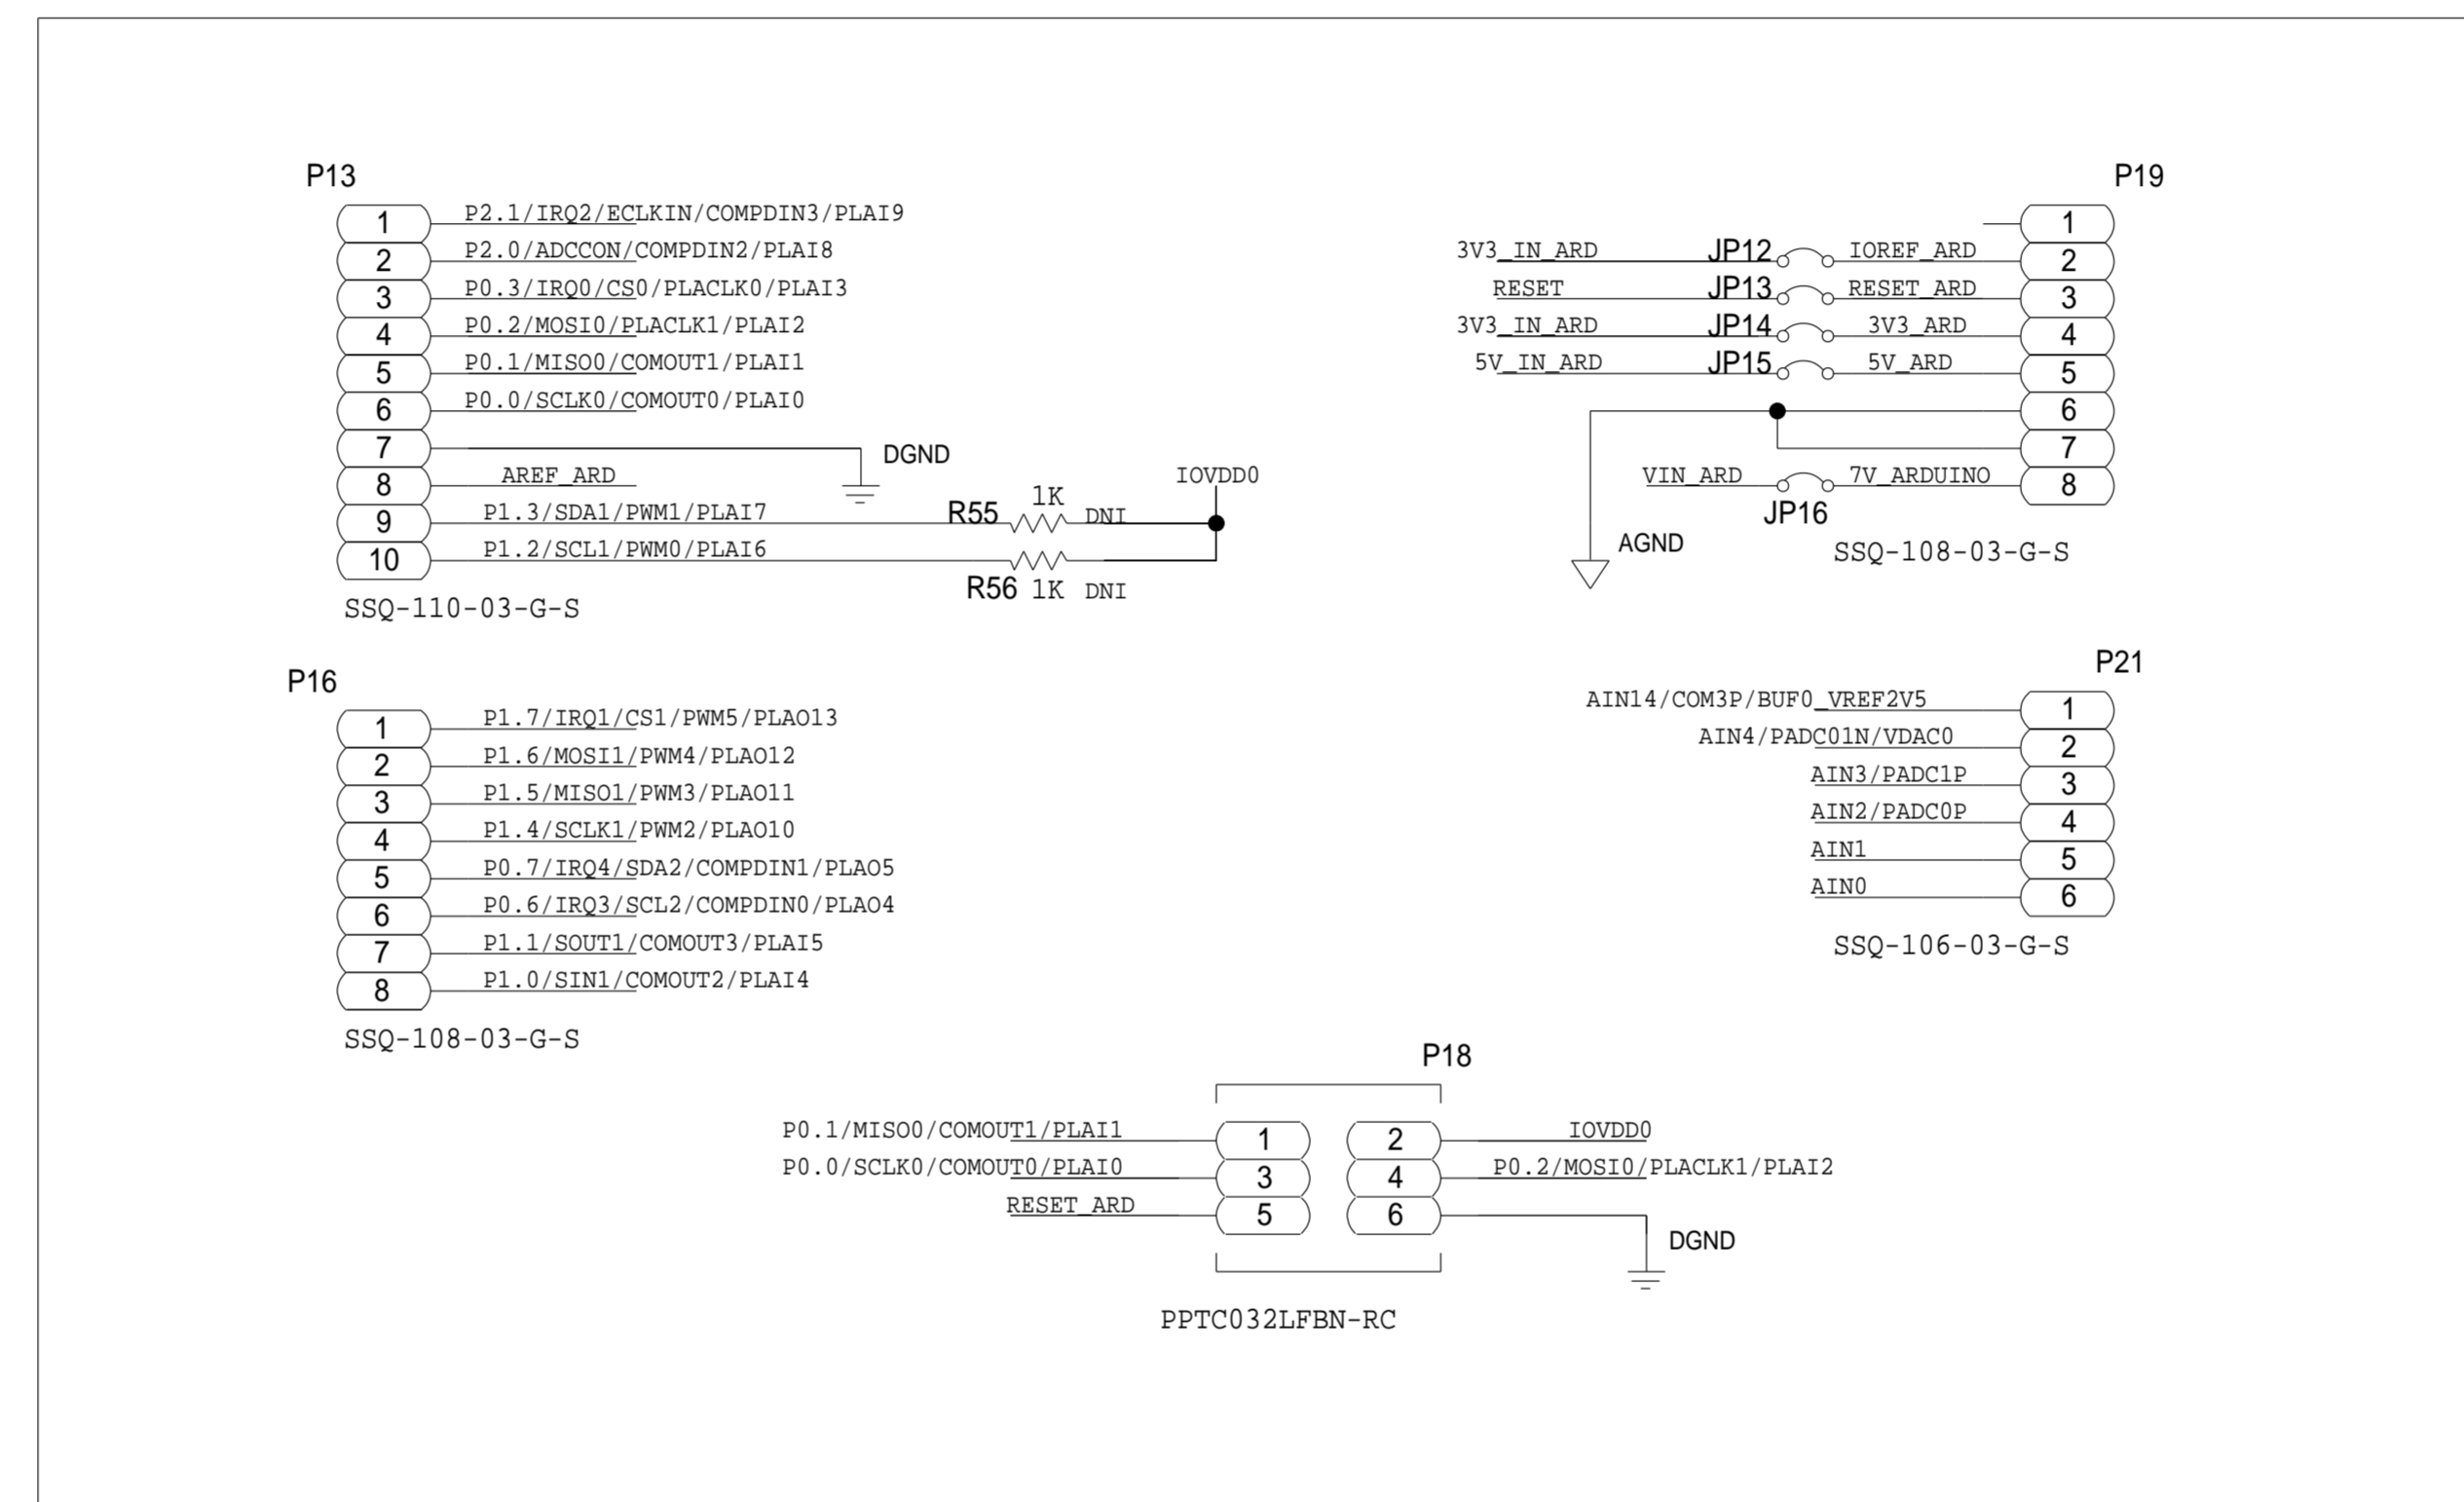 P13
1 P2.1/IRQ2/ECLKIN/COMPDIN3/PLAI9
2 P2.0/ADCCON/COMPDIN2/PLAI8
3 P0.3/IRQ0/CS0/PLACLK0/PLAI3
4 P0.2/MOSI0/PLACLK1/PLAI2
5 P0.1/MISO0/COMOUT1/PLAI1
6 P0.0/SCLK0/COMOUT0/PLAI0
7 DGND
8 AREF_ARD IOVDD0
9 P1.3/SDA1/PWM1/PLAI7 R55 1K DNI
10 P1.2/SCL1/PWM0/PLAI6
R56 1K DNI
SSQ-110-03-G-S
P19
1
3V3_IN_ARD JP12 IOREF_ARD 2
RESET JP13 RESET_ARD 3
3V3_IN_ARD JP14 3V3_ARD 4
5V_IN_ARD JP15 5V_ARD 5
6
7
VIN_ARD 7V_ARDUINO 8
JP16
AGND
SSQ-108-03-G-S
P16
1 P1.7/IRQ1/CS1/PWM5/PLAO13
2 P1.6/MOSI1/PWM4/PLAO12
3 P1.5/MISO1/PWM3/PLAO11
4 P1.4/SCLK1/PWM2/PLAO10
5 P0.7/IRQ4/SDA2/COMPDIN1/PLAO5
6 P0.6/IRQ3/SCL2/COMPDIN0/PLAO4
7 P1.1/SOUT1/COMOUT3/PLAI5
8 P1.0/SIN1/COMOUT2/PLAI4
SSQ-108-03-G-S
P21
AIN14/COM3P/BUF0_VREF2V5 1
AIN4/PADC01N/VDAC0 2
AIN3/PADC1P 3
AIN2/PADC0P 4
AIN1 5
AIN0 6
SSQ-106-03-G-S
P18
P0.1/MISO0/COMOUT1/PLAI1 1 2 IOVDD0
P0.0/SCLK0/COMOUT0/PLAI0 3 4 P0.2/MOSI0/PLACLK1/PLAI2
RESET_ARD 5 6
DGND
PPTC032LFBN-RC